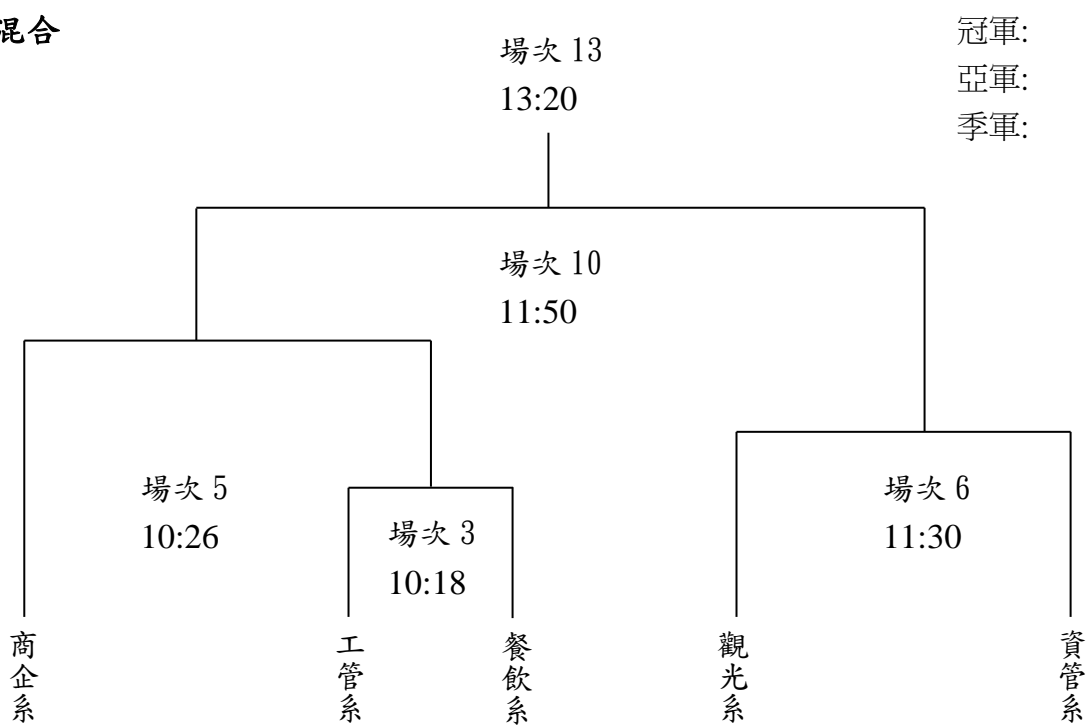 混合
場次 13
13:20
冠軍:
亞軍:
季軍:
場次 10
11:50
場次 5
10:26
場次 3
10:18
場次 6
11:30
商企系
工管系
餐飲系
觀光系
資管系